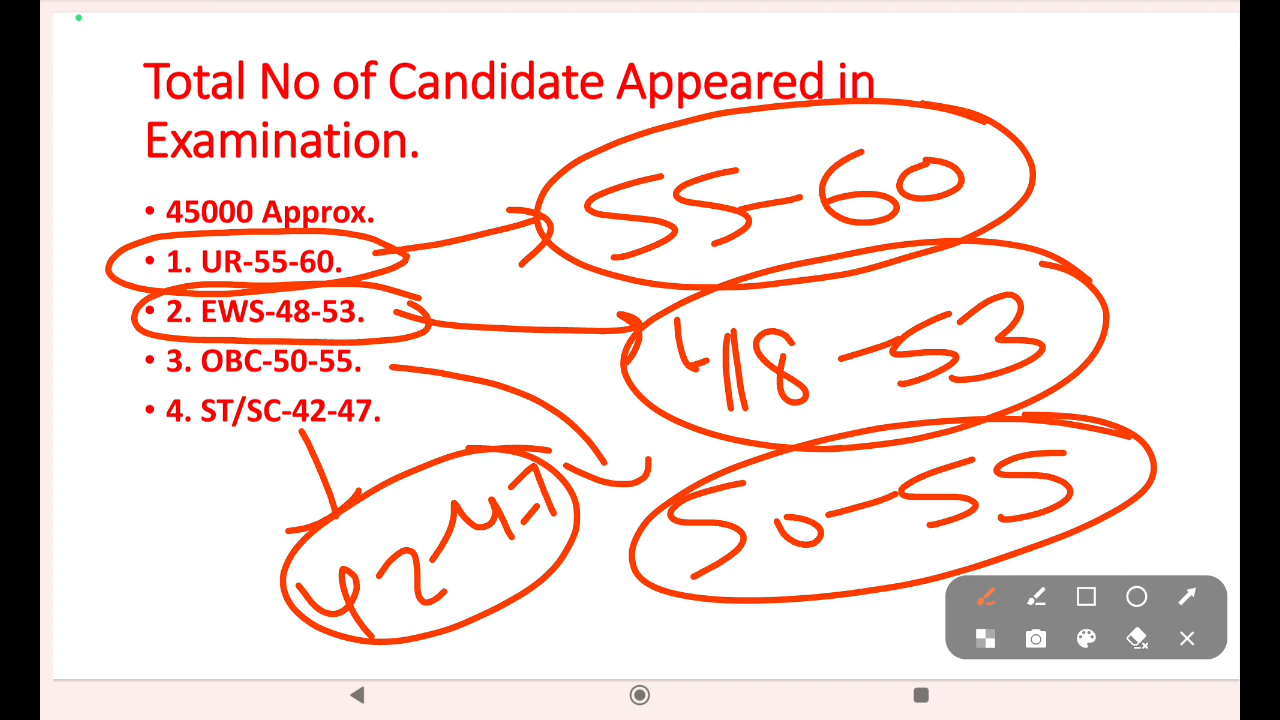 Total No of Candidate Appeared in
Examination.
• 45000 Approx.
• 1. UR-55-60.
• 2. EWS-48-53.
• 3. OBC-50-55.
• 4. ST/SC-42-47.
55-60
48-53
50-55
42-47